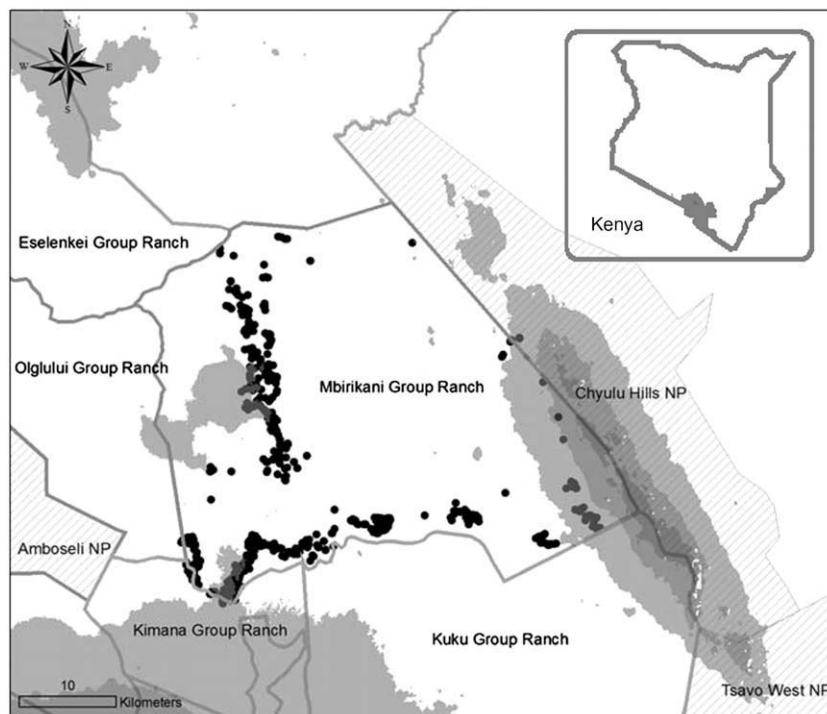 N
W E
S
Kenya
Eselenkei Group Ranch
Olglului Group Ranch
Mbirikani Group Ranch
Chyulu Hills NP
Amboseli NP
Kimana Group Ranch
Kuku Group Ranch
Tsavo West NP
10
Kilometers